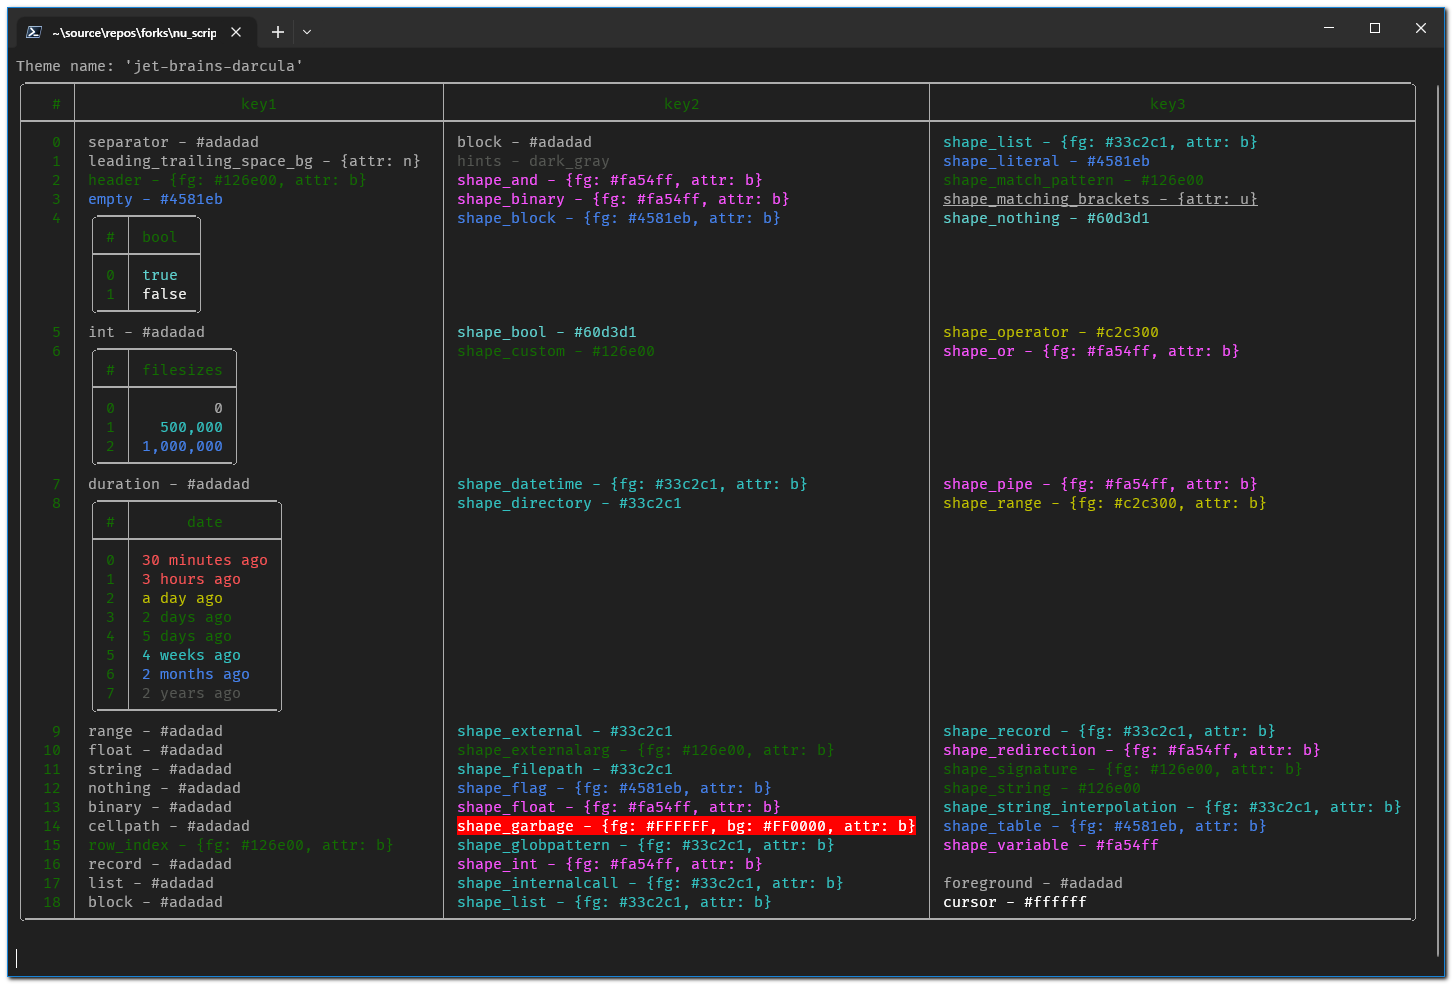 ~\source\repos\forks\nu_scrip
Theme name: 'jet-brains-darcula'
# key1 key2 key3
0 separator - #adadad block - #adadad shape_list - {fg: #33c2c1, attr: b}
1 leading_trailing_space_bg - {attr: n} hints - dark_gray shape_literal - #4581eb
2 header - {fg: #126e00, attr: b} shape_and - {fg: #fa54ff, attr: b} shape_match_pattern - #126e00
3 empty - #4581eb shape_binary - {fg: #fa54ff, attr: b} shape_matching_brackets - {attr: u}
4 shape_block - {fg: #4581eb, attr: b} shape_nothing - #60d3d1
# bool
0 true
1 false
5 int - #adadad shape_bool - #60d3d1 shape_operator - #c2c300
6 shape_custom - #126e00 shape_or - {fg: #fa54ff, attr: b}
# filesizes
0 0
1 500,000
2 1,000,000
7 duration - #adadad shape_datetime - {fg: #33c2c1, attr: b} shape_pipe - {fg: #fa54ff, attr: b}
8 shape_directory - #33c2c1 shape_range - {fg: #c2c300, attr: b}
# date
0 30 minutes ago
1 3 hours ago
2 a day ago
3 2 days ago
4 5 days ago
5 4 weeks ago
6 2 months ago
7 2 years ago
9 range - #adadad shape_external - #33c2c1 shape_record - {fg: #33c2c1, attr: b}
10 float - #adadad shape_externalarg - {fg: #126e00, attr: b} shape_redirection - {fg: #fa54ff, attr: b}
11 string - #adadad shape_filepath - #33c2c1 shape_signature - {fg: #126e00, attr: b}
12 nothing - #adadad shape_flag - {fg: #4581eb, attr: b} shape_string - #126e00
13 binary - #adadad shape_float - {fg: #fa54ff, attr: b} shape_string_interpolation - {fg: #33c2c1, attr: b}
14 cellpath - #adadad shape_garbage - {fg: #FFFFFF, bg: #FF0000, attr: b} shape_table - {fg: #4581eb, attr: b}
15 row_index - {fg: #126e00, attr: b} shape_globpattern - {fg: #33c2c1, attr: b} shape_variable - #fa54ff
16 record - #adadad shape_int - {fg: #fa54ff, attr: b}
17 list - #adadad shape_internalcall - {fg: #33c2c1, attr: b} foreground - #adadad
18 block - #adadad shape_list - {fg: #33c2c1, attr: b} cursor - #ffffff